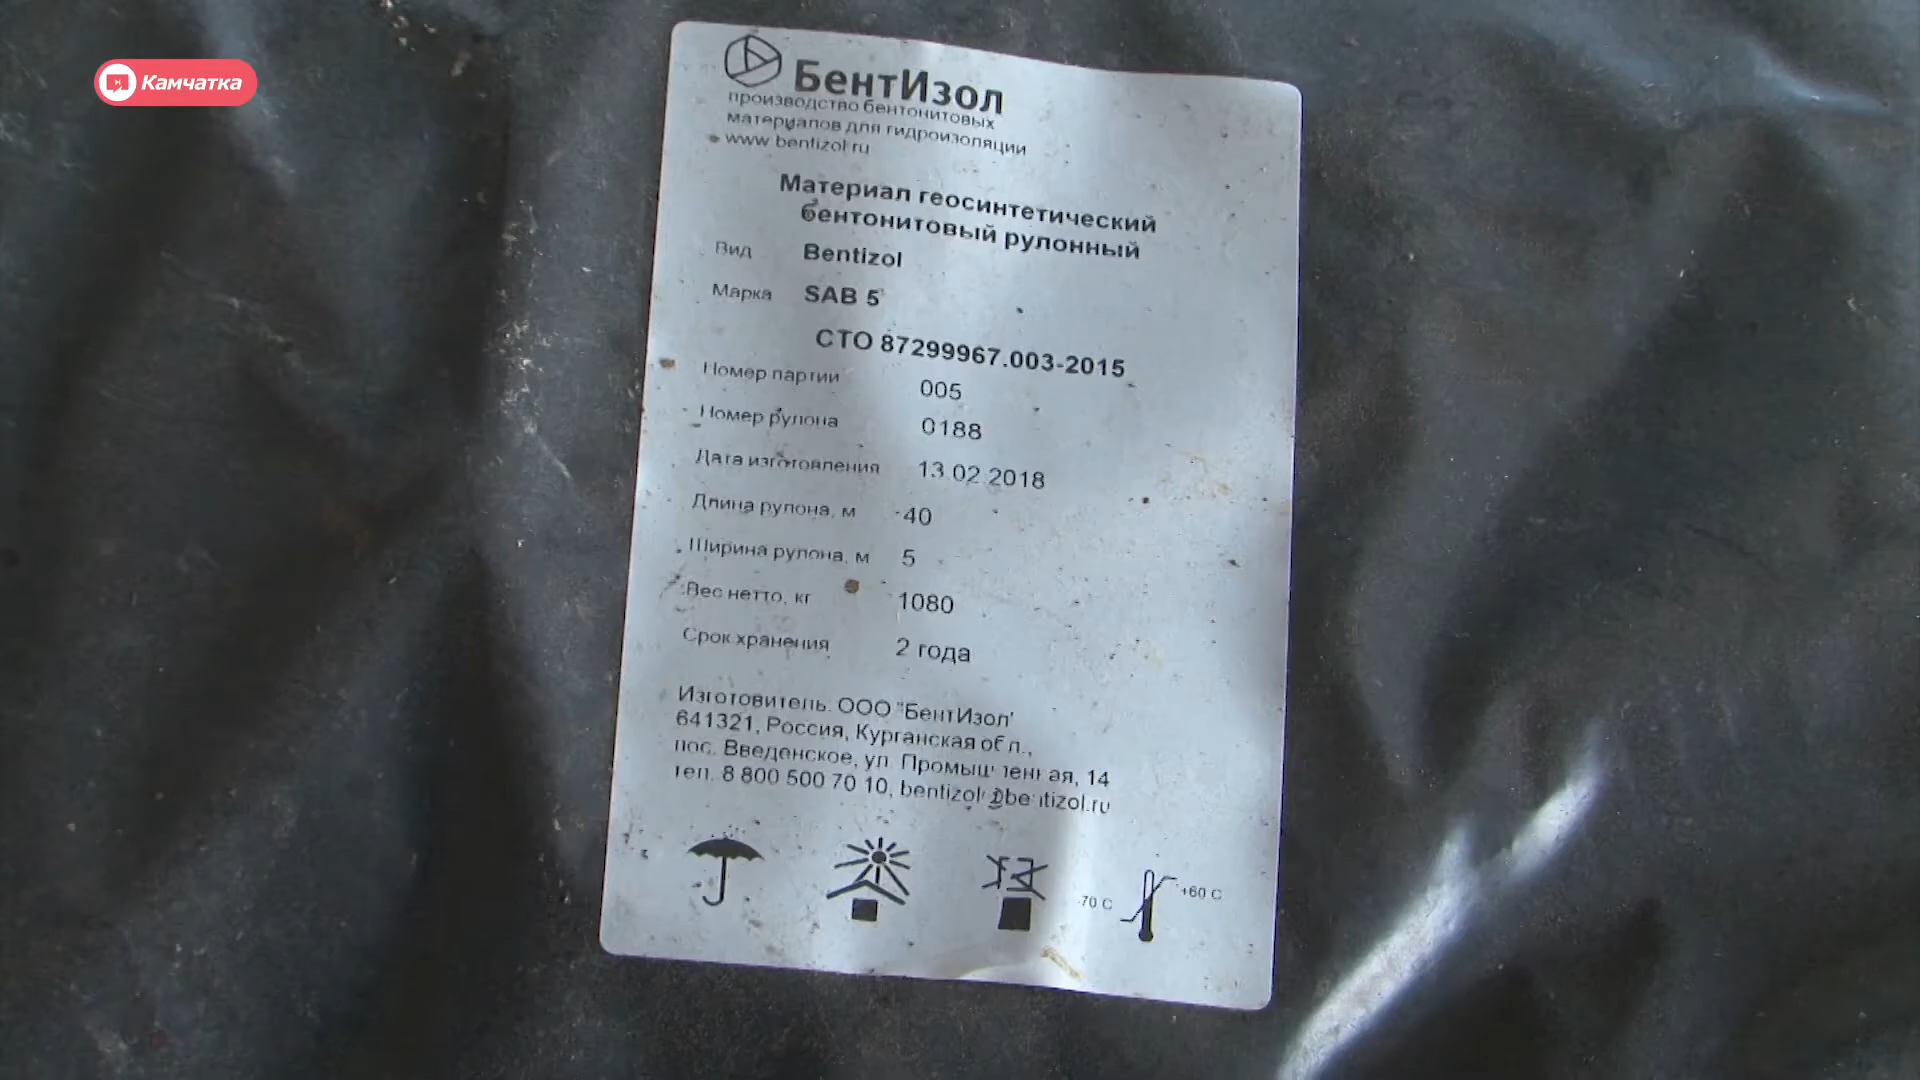 Камчатка
БентИзол
производство бентонитовых
материалов для гидроизоляции
www.bentizol.ru
Материал геосинтетический
бентонитовый рулонный
Вид Bentizol
Марка SAB 5
СТО 87299967.003-2015
Номер партии 005
Номер рулона 0188
Дата изготовления 13.02.2018
Длина рулона, м 40
Ширина рулона, м 5
Вес нетто, кг 1080
Срок хранения 2 года
Изготовитель: ООО "БентИзол"
641321, Россия, Курганская обл.,
пос. Введенское, ул. Промышленная, 14
тел. 8 800 500 70 10, bentizol@bentizol.ru
-70 С +60 С